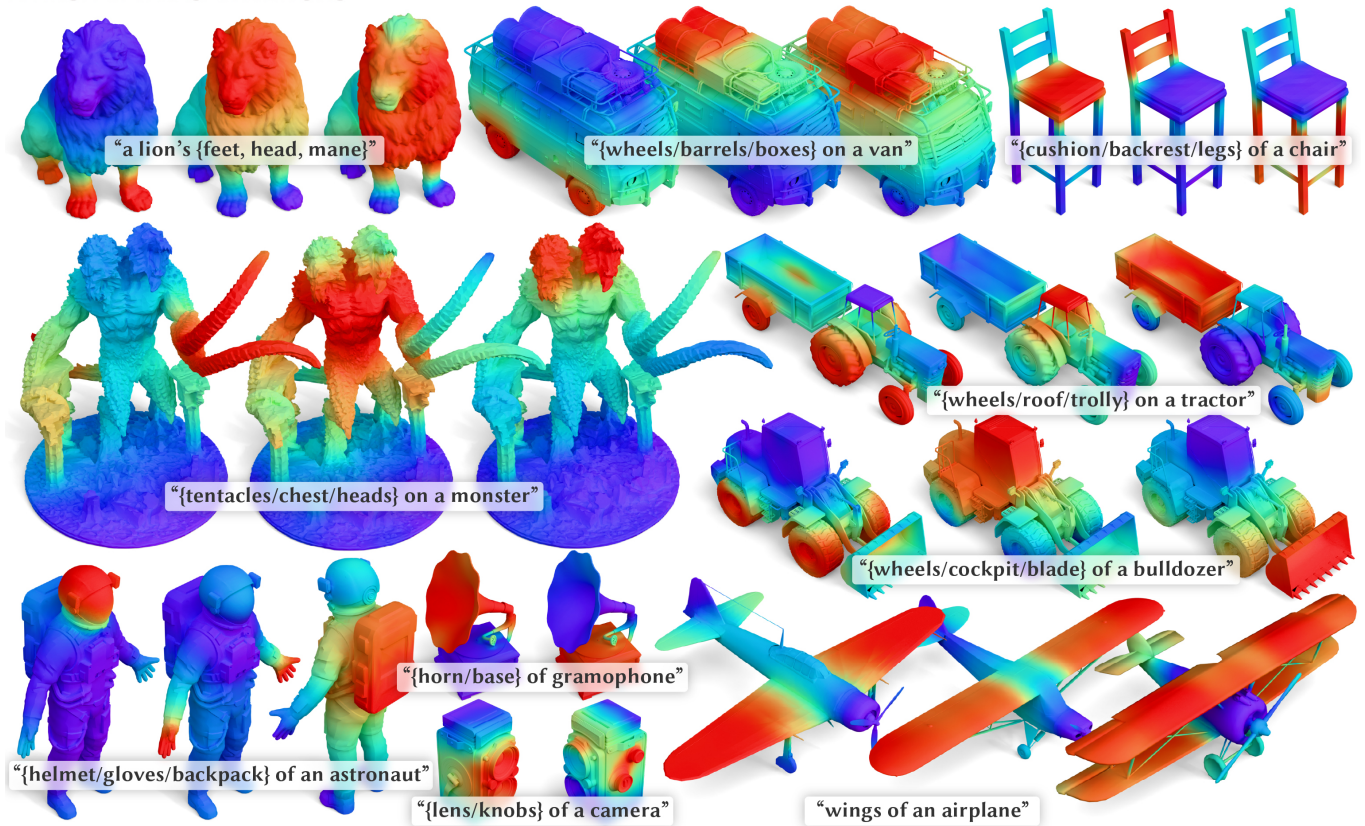 “a lion’s {feet, head, mane}”
“{wheels/barrels/boxes} on a van”
“{cushion/backrest/legs} of a chair”
“{wheels/roof/trolly} on a tractor”
“{tentacles/chest/heads} on a monster”
“{wheels/cockpit/blade} of a bulldozer”
“{horn/base} of gramophone”
“{helmet/gloves/backpack} of an astronaut”
“{lens/knobs} of a camera”
“wings of an airplane”